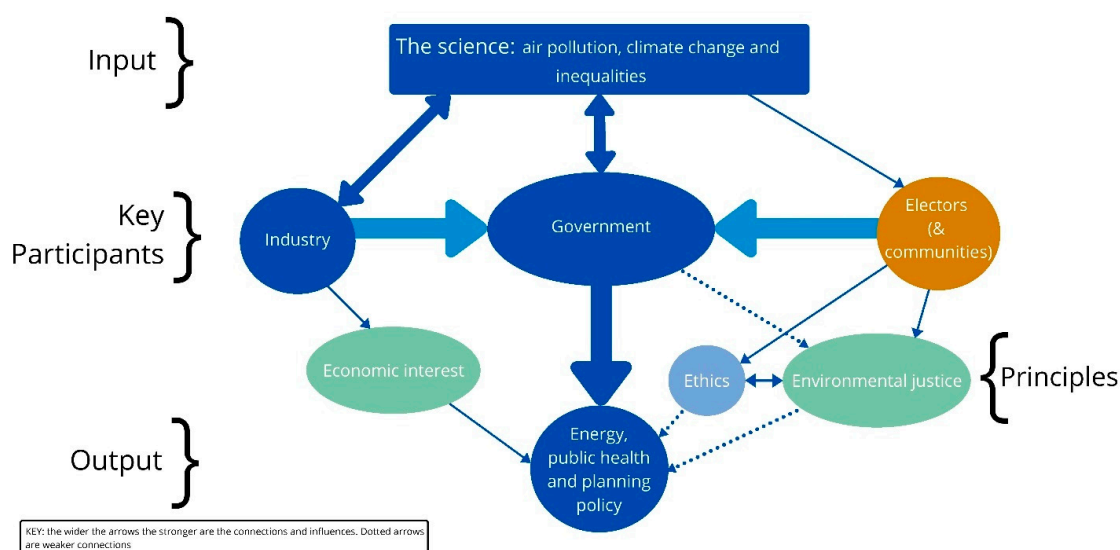 Input
The science: air pollution, climate change and
inequalities
Key
Participants
Industry
Government
Electors
(&
communities)
Economic interest
Ethics
Environmental justice
Principles
Output
Energy,
public health
and planning
policy
KEY: the wider the arrows the stronger are the connections and influences. Dotted arrows
are weaker connections